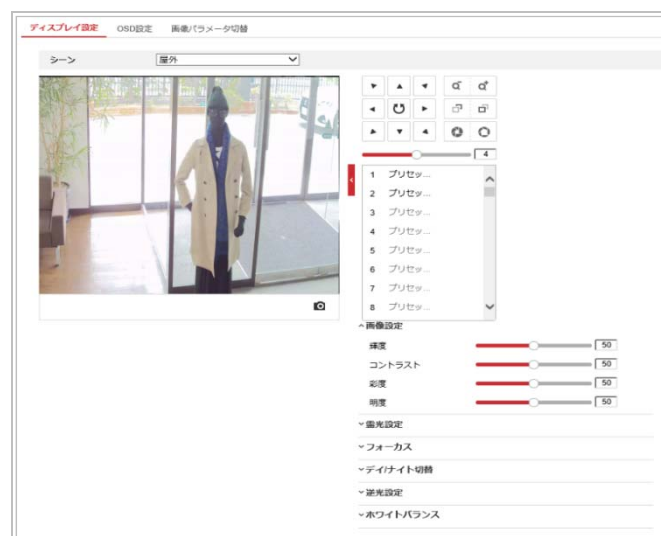 ディスプレイ設定 OSD設定 画像パラメータ切替
シーン 屋外
4
1 プリセッ...
2 プリセッ...
3 プリセッ...
4 プリセッ...
5 プリセッ...
6 プリセッ...
7 プリセッ...
8 プリセッ...
画像設定
輝度 50
コントラスト 50
彩度 50
明度 50
露光設定
フォーカス
デイ/ナイト切替
逆光設定
ホワイトバランス